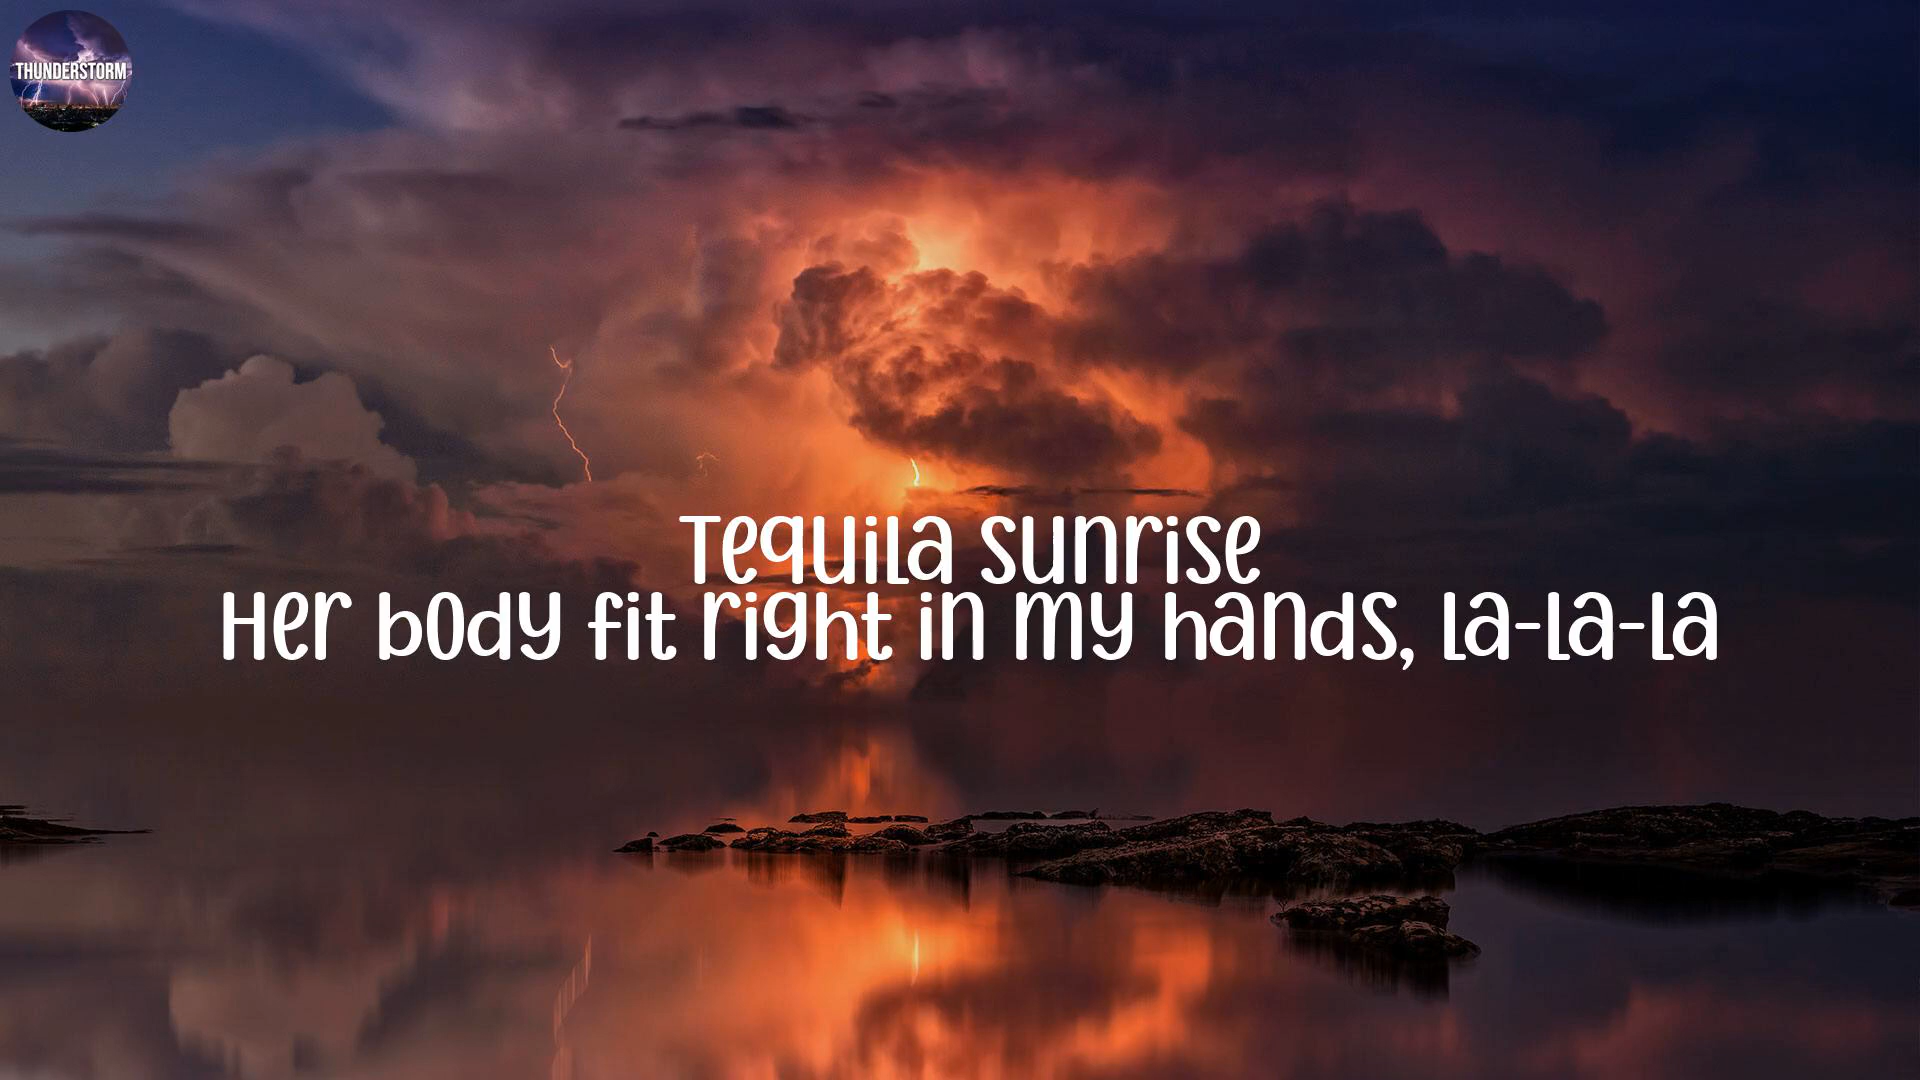 THUNDERSTORM
Tequila sunrise
Her body fit right in my hands, la-la-la